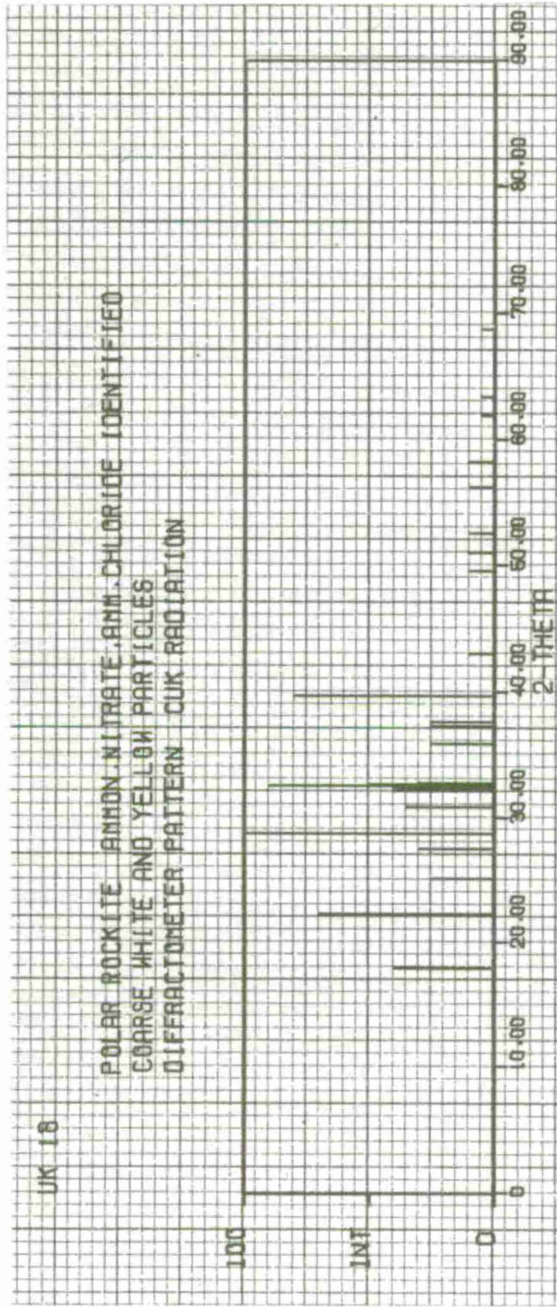 UK 18
POLAR ROCKITE AMMON.NITRATE,AMM.CHLORIDE IDENTIFIED
COARSE WHITE AND YELLOW PARTICLES
DIFFRACTOMETER PATTERN CUK RADIATION
100
INT
0
0 10.00 20.00 30.00 40.00 50.00 60.00 70.00 80.00 90.00
2-THETA